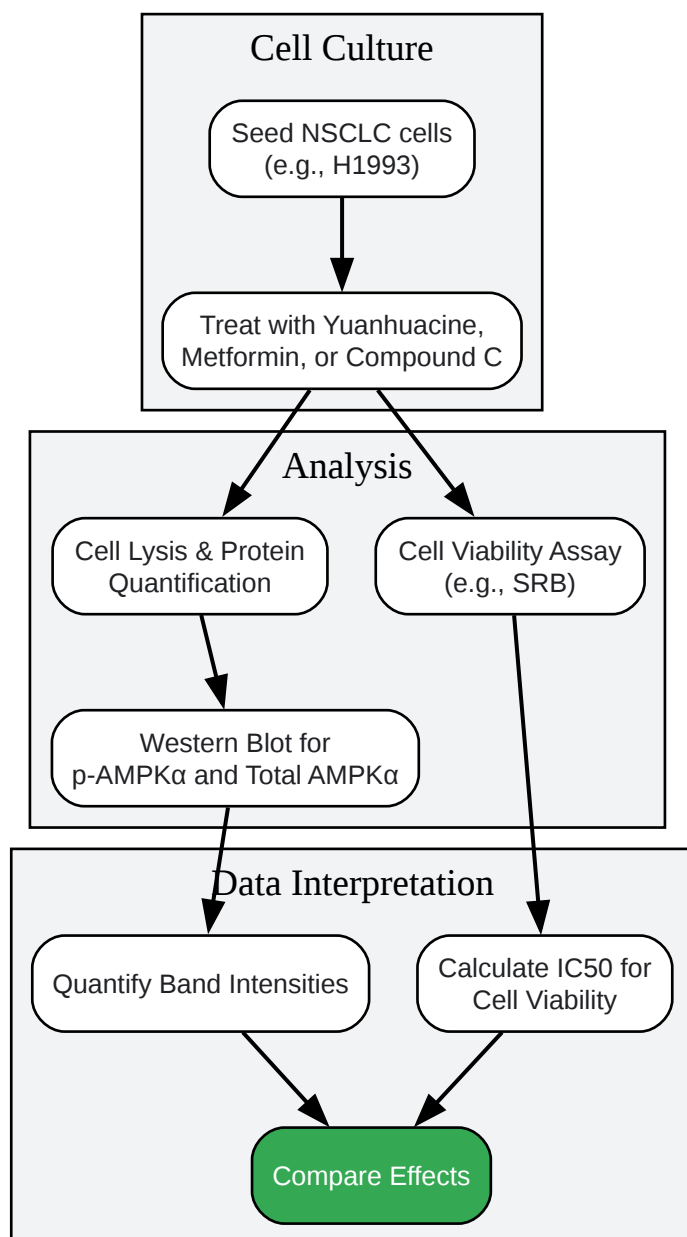 Cell Culture
Seed NSCLC cells
(e.g., H1993)
Treat with Yuanhuacine,
Metformin, or Compound C
Analysis
Cell Lysis & Protein
Quantification
Cell Viability Assay
(e.g., SRB)
Western Blot for
p-AMPKα and Total AMPKα
Data Interpretation
Quantify Band Intensities
Calculate IC50 for
Cell Viability
Compare Effects